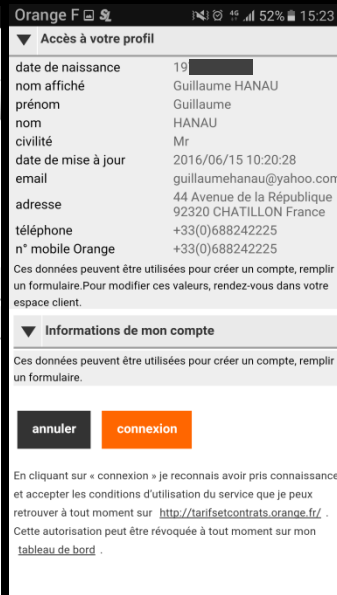 Orange F 52% 15:23
Accès à votre profil
date de naissance 19
nom affiché Guillaume HANAU
prénom Guillaume
nom HANAU
civilité Mr
date de mise à jour 2016/06/15 10:20:28
email guillaumehanau@yahoo.com
adresse 44 Avenue de la République
92320 CHATILLON France
téléphone +33(0)688242225
n° mobile Orange +33(0)688242225
Ces données peuvent être utilisées pour créer un compte, remplir
un formulaire.Pour modifier ces valeurs, rendez-vous dans votre
espace client.
Informations de mon compte
Ces données peuvent être utilisées pour créer un compte, remplir
un formulaire.
annuler connexion
En cliquant sur « connexion » je reconnais avoir pris connaissance
et accepter les conditions d'utilisation du service que je peux
retrouver à tout moment sur http://tarifsetcontrats.orange.fr/ .
Cette autorisation peut être révoquée à tout moment sur mon
tableau de bord .